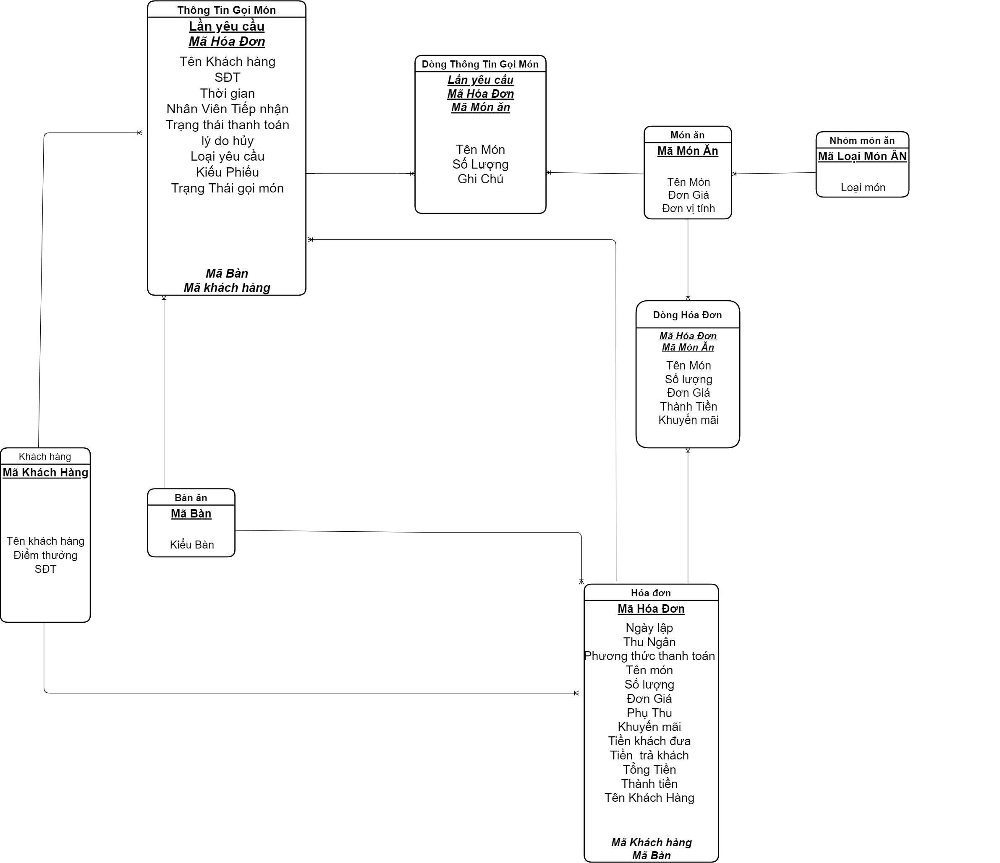 Thông Tin Gọi Món
Lần yêu cầu
Mã Hóa Đơn
Tên Khách hàng
SĐT
Thời gian
Nhân Viên Tiếp nhận
Trạng thái thanh toán
lý do hủy
Loại yêu cầu
Kiểu Phiếu
Trạng Thái gọi món
Mã Bàn
Mã khách hàng
Dòng Thông Tin Gọi Món
Lần yêu cầu
Mã Hóa Đơn
Mã Món ăn
Tên Món
Số Lượng
Ghi Chú
Món ăn
Mã Món Ăn
Tên Món
Đơn Giá
Đơn vị tính
Nhóm món ăn
Mã Loại Món ĂN
Loại món
Dòng Hóa Đơn
Mã Hóa Đơn
Mã Món Ăn
Tên Món
Số lượng
Đơn Giá
Thành Tiền
Khuyến mãi
Khách hàng
Mã Khách Hàng
Tên khách hàng
Điểm thưởng
SĐT
Bàn ăn
Mã Bàn
Kiểu Bàn
Hóa đơn
Mã Hóa Đơn
Ngày lập
Thu Ngân
Phương thức thanh toán
Tên món
Số lượng
Đơn Giá
Phụ Thu
Khuyến mãi
Tiền khách đưa
Tiền  trả khách
Tổng Tiền
Thành tiền
Tên Khách Hàng
Mã Khách hàng
Mã Bàn